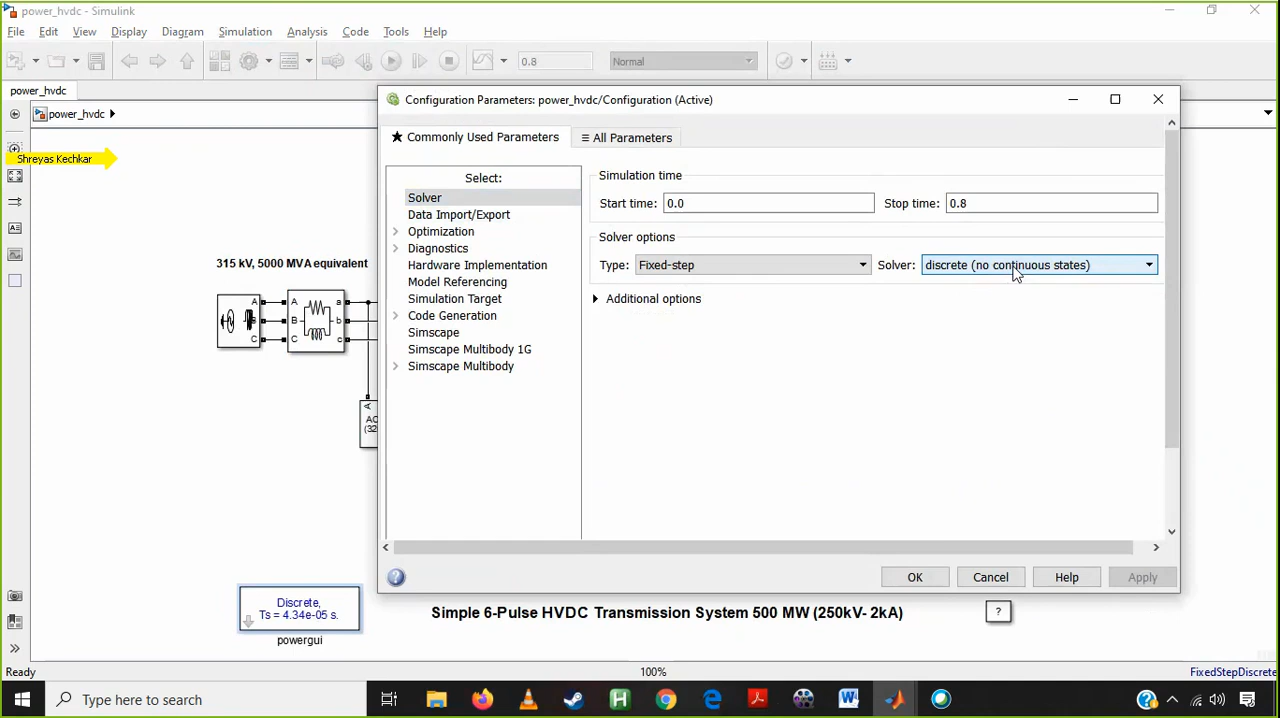 power_hvdc - Simulink
File Edit View Display Diagram Simulation Analysis Code Tools Help
0.8 Normal
power_hvdc
power_hvdc
Shreyas Kechkar
Configuration Parameters: power_hvdc/Configuration (Active)
★ Commonly Used Parameters ≡ All Parameters
Select:
Solver
Data Import/Export
Optimization
Diagnostics
Hardware Implementation
Model Referencing
Simulation Target
Code Generation
Simscape
Simscape Multibody 1G
Simscape Multibody
Simulation time
Start time: 0.0 Stop time: 0.8
Solver options
Type: Fixed-step Solver: discrete (no continuous states)
Additional options
OK Cancel Help Apply
315 kV, 5000 MVA equivalent
A A a
B B b
C C c
A
AC
(32
Discrete,
Ts = 4.34e-05 s.
powergui
Simple 6-Pulse HVDC Transmission System 500 MW (250kV- 2kA)
?
Ready 100% FixedStepDiscrete
Type here to search